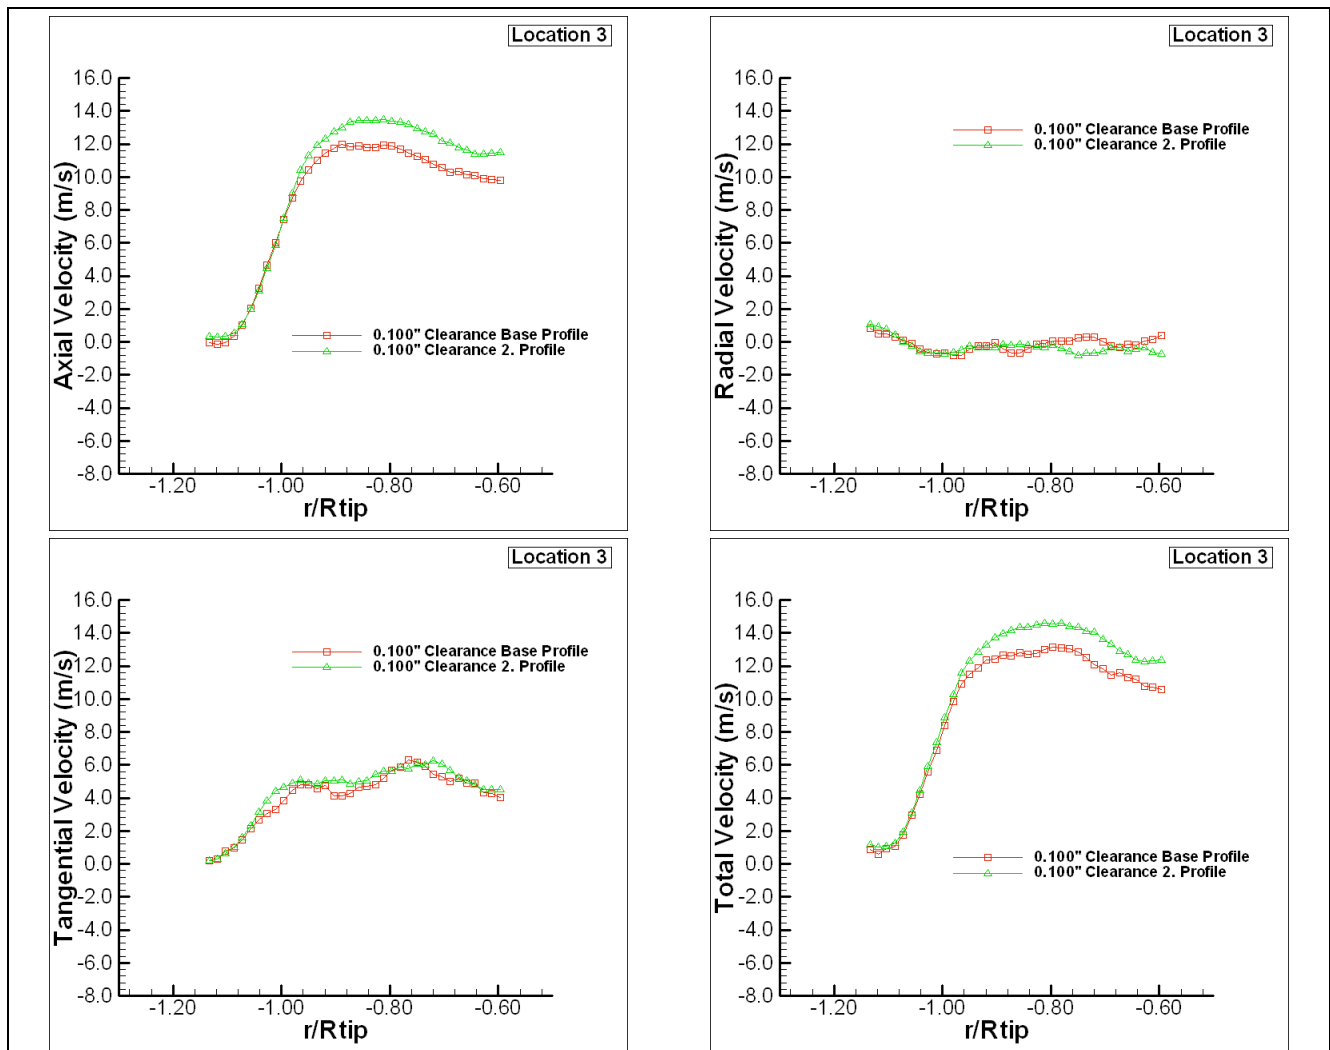 Location 3
16.0
14.0
12.0
10.0
8.0
6.0
4.0
2.0
0.0
-2.0
-4.0
-6.0
-8.0
Axial Velocity (m/s)
0.100" Clearance Base Profile
0.100" Clearance 2. Profile
-1.20 -1.00 -0.80 -0.60
r/Rtip
Location 3
16.0
14.0
12.0
10.0
8.0
6.0
4.0
2.0
0.0
-2.0
-4.0
-6.0
-8.0
Radial Velocity (m/s)
0.100" Clearance Base Profile
0.100" Clearance 2. Profile
-1.20 -1.00 -0.80 -0.60
r/Rtip
Location 3
16.0
14.0
12.0
10.0
8.0
6.0
4.0
2.0
0.0
-2.0
-4.0
-6.0
-8.0
Tangential Velocity (m/s)
0.100" Clearance Base Profile
0.100" Clearance 2. Profile
-1.20 -1.00 -0.80 -0.60
r/Rtip
Location 3
16.0
14.0
12.0
10.0
8.0
6.0
4.0
2.0
0.0
-2.0
-4.0
-6.0
-8.0
Total Velocity (m/s)
0.100" Clearance Base Profile
0.100" Clearance 2. Profile
-1.20 -1.00 -0.80 -0.60
r/Rtip